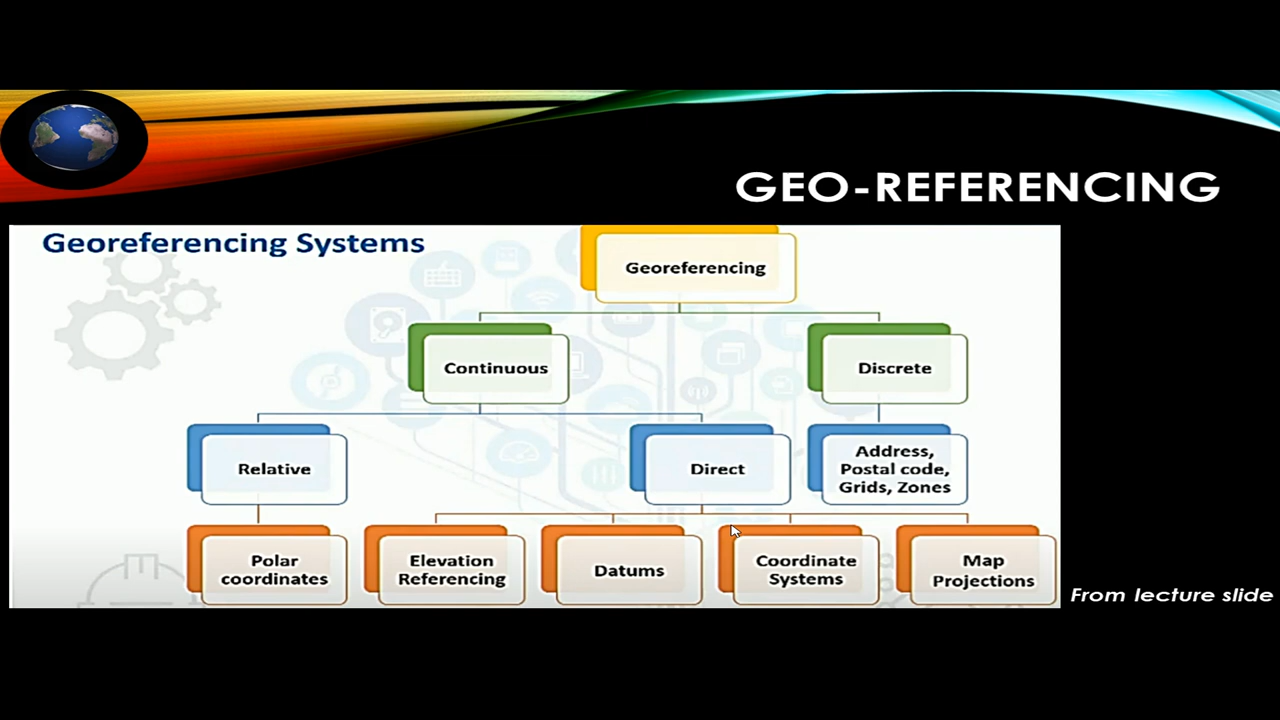 GEO-REFERENCING
Georeferencing Systems
Georeferencing
Continuous
Discrete
Relative
Direct
Address,
Postal code,
Grids, Zones
Polar
coordinates
Elevation
Referencing
Datums
Coordinate
Systems
Map
Projections
From lecture slide